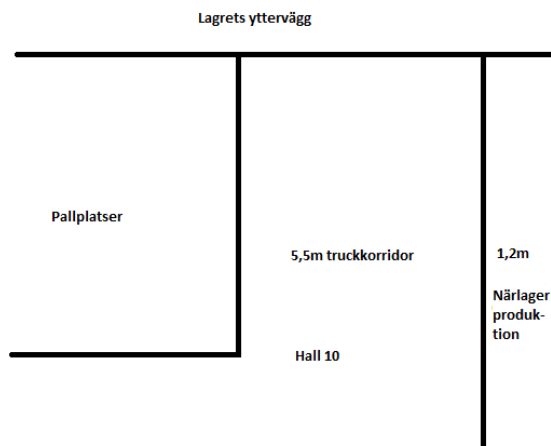 Lagrets yttervägg
Pallplatser
5,5m truckkorridor
1,2m
Närlager
produk-
tion
Hall 10